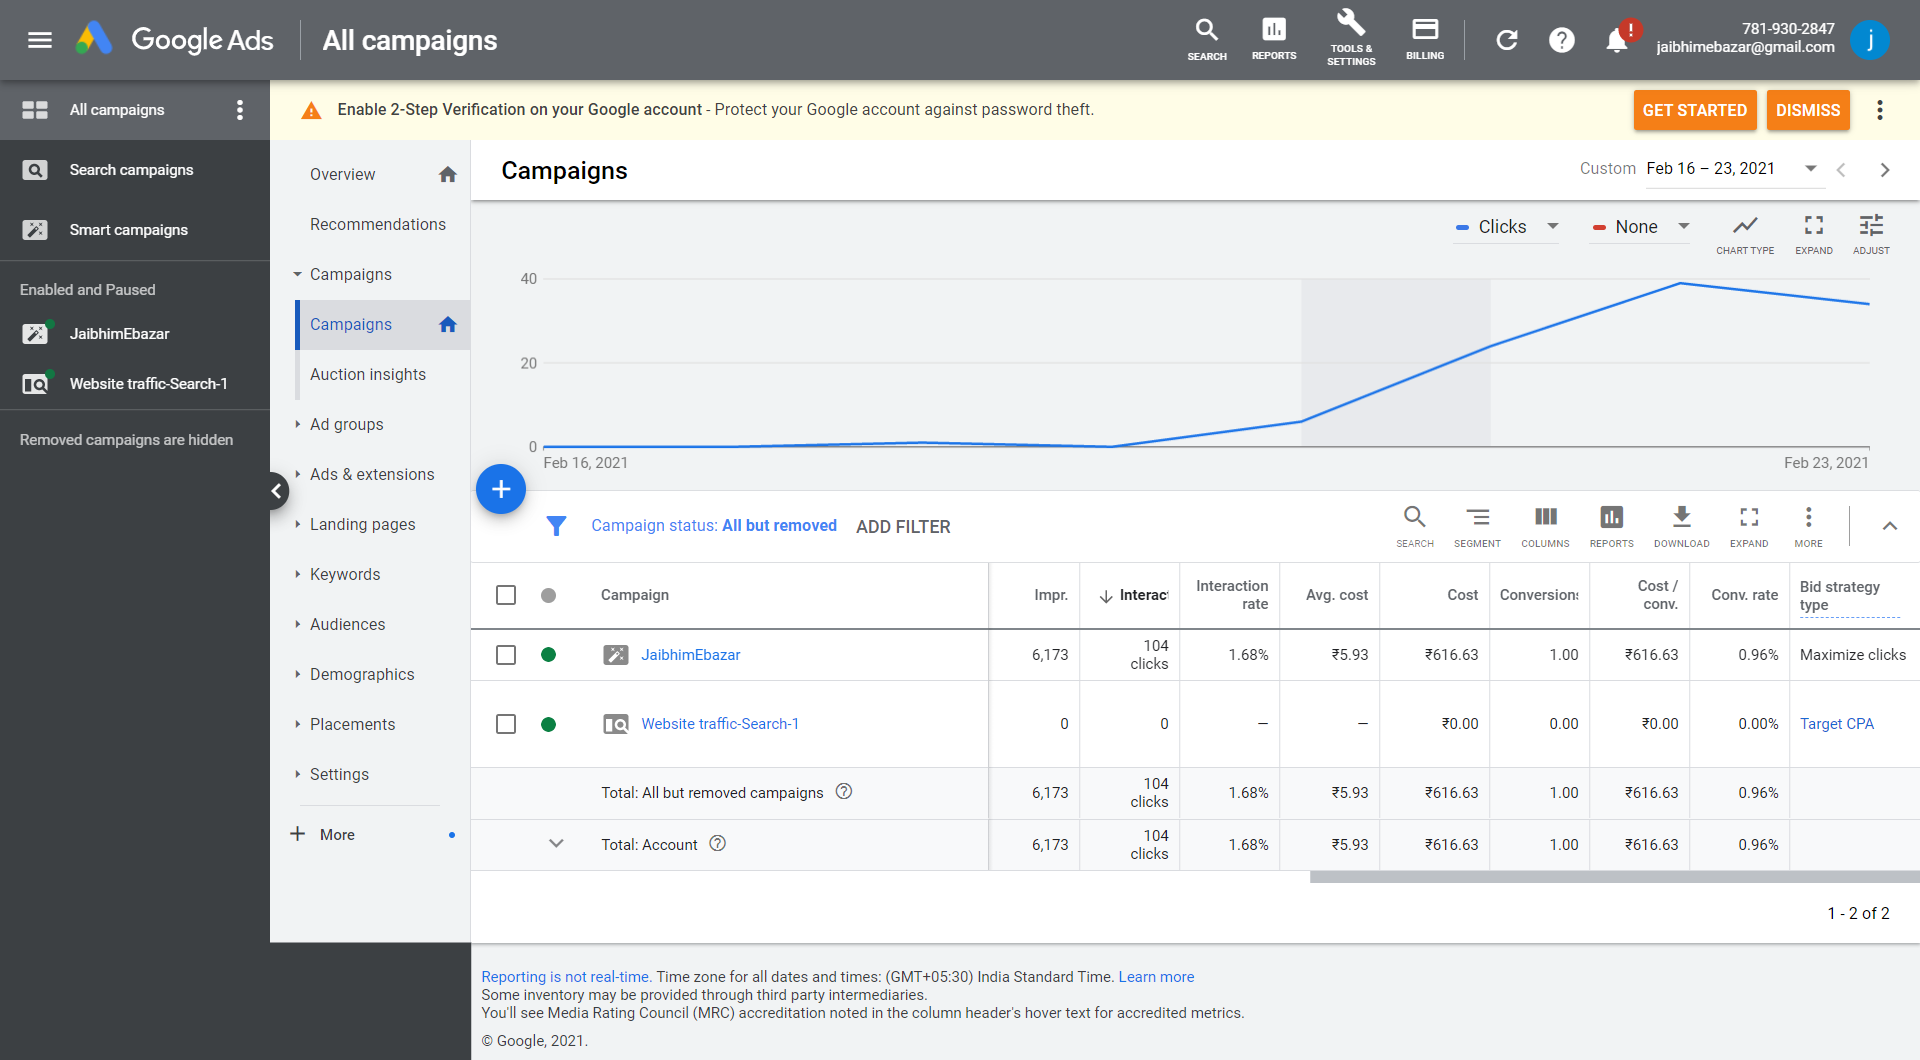 Google Ads
All campaigns
SEARCH
REPORTS
TOOLS &
SETTINGS
BILLING
!
781-930-2847
jaibhimebazar@gmail.com
j
All campaigns
Search campaigns
Smart campaigns
Enabled and Paused
JaibhimEbazar
Website traffic-Search-1
Removed campaigns are hidden
Enable 2-Step Verification on your Google account - Protect your Google account against password theft.
GET STARTED
DISMISS
Overview
Recommendations
Campaigns
Campaigns
Auction insights
Ad groups
Ads & extensions
Landing pages
Keywords
Audiences
Demographics
Placements
Settings
More
Campaigns
Custom Feb 16 – 23, 2021
Clicks
None
CHART TYPE
EXPAND
ADJUST
40
20
0
Feb 16, 2021
Feb 23, 2021
Campaign status: All but removed
ADD FILTER
SEARCH
SEGMENT
COLUMNS
REPORTS
DOWNLOAD
EXPAND
MORE
Campaign
Impr.
Interact
Interaction
rate
Avg. cost
Cost
Conversions
Cost /
conv.
Conv. rate
Bid strategy
type
JaibhimEbazar 6,173 104 clicks 1.68% ₹5.93 ₹616.63 1.00 ₹616.63 0.96% Maximize clicks
Website traffic-Search-1 0 0 – – ₹0.00 0.00 ₹0.00 0.00% Target CPA
Total: All but removed campaigns 6,173 104 clicks 1.68% ₹5.93 ₹616.63 1.00 ₹616.63 0.96%
Total: Account 6,173 104 clicks 1.68% ₹5.93 ₹616.63 1.00 ₹616.63 0.96%
1 - 2 of 2
Reporting is not real-time. Time zone for all dates and times: (GMT+05:30) India Standard Time. Learn more
Some inventory may be provided through third party intermediaries.
You'll see Media Rating Council (MRC) accreditation noted in the column header's hover text for accredited metrics.
© Google, 2021.